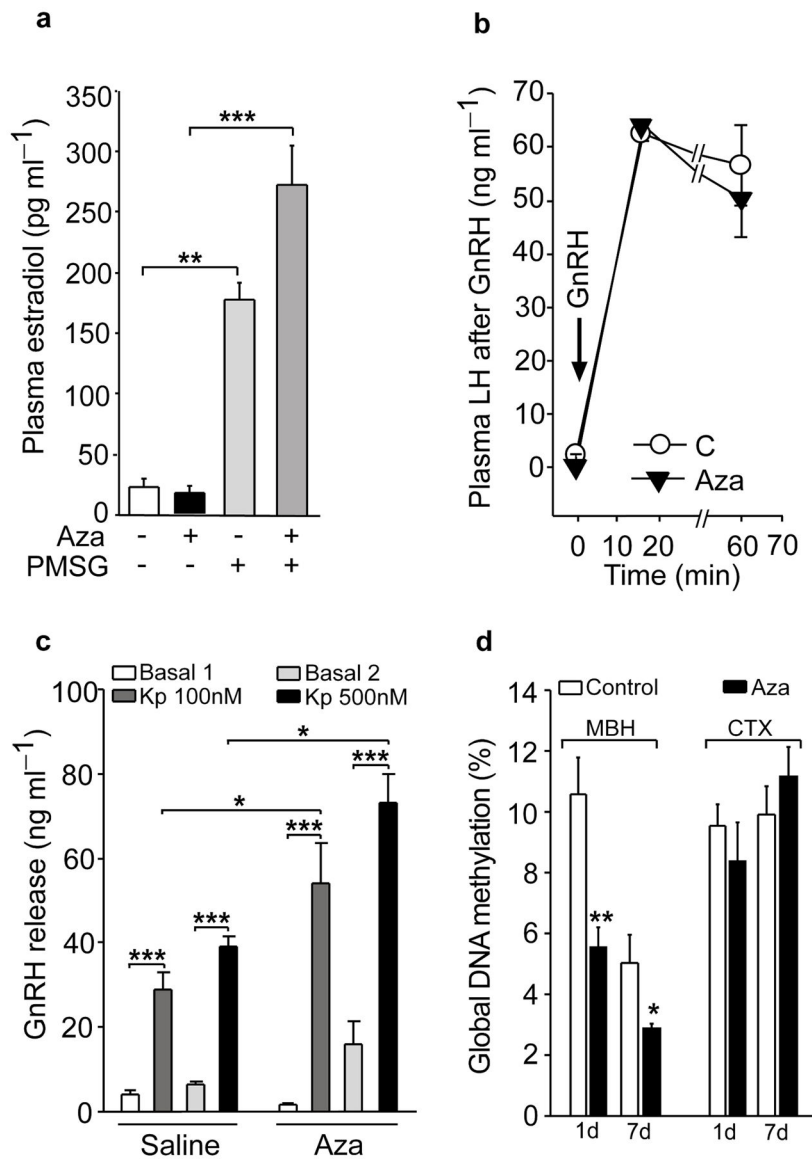 a
Plasma estradiol (pg ml−1)
350
300
250
200
150
100
50
0
***
**
Aza - + - +
PMSG - - + +
b
Plasma LH after GnRH (ng ml−1)
70
60
50
40
30
20
10
0
GnRH
C
Aza
0 10 20 60 70
Time (min)
c
Basal 1 Basal 2
Kp 100nM Kp 500nM
GnRH release (ng ml−1)
100
80
60
40
20
0
*
***
*
***
***
***
Saline Aza
d
Control Aza
MBH CTX
Global DNA methylation (%)
14
12
10
8
6
4
2
0
**
*
1d 7d 1d 7d